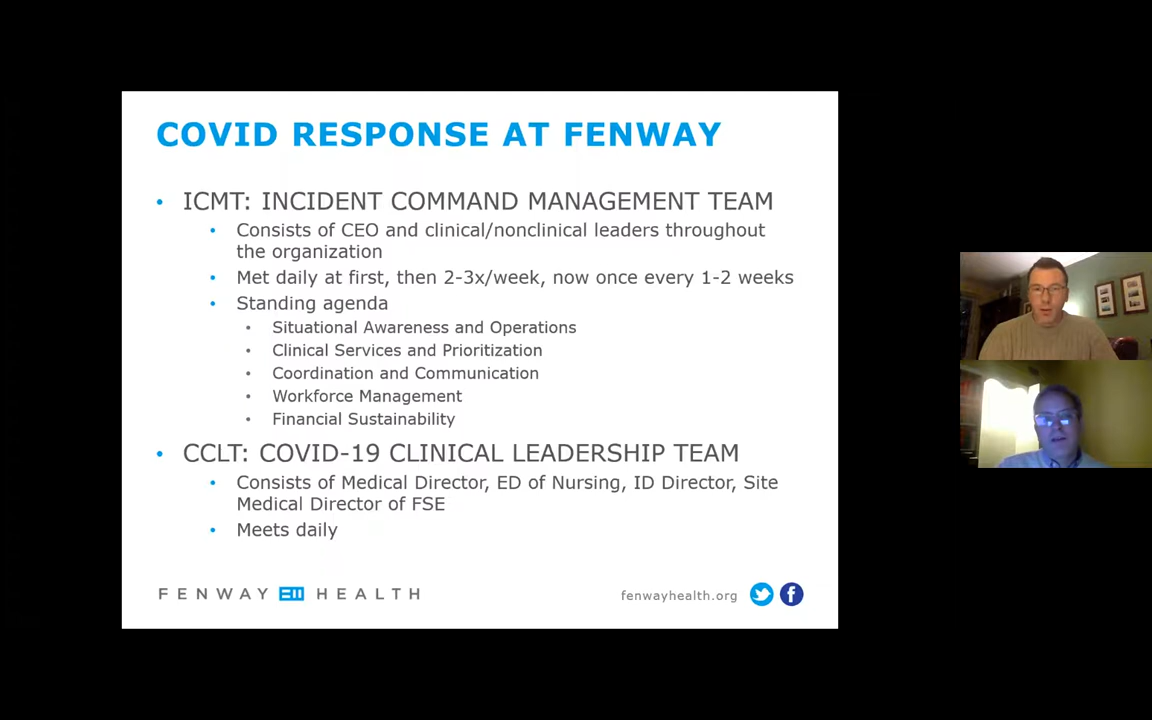 COVID RESPONSE AT FENWAY
• ICMT: INCIDENT COMMAND MANAGEMENT TEAM
• Consists of CEO and clinical/nonclinical leaders throughout
the organization
• Met daily at first, then 2-3x/week, now once every 1-2 weeks
• Standing agenda
• Situational Awareness and Operations
• Clinical Services and Prioritization
• Coordination and Communication
• Workforce Management
• Financial Sustainability
• CCLT: COVID-19 CLINICAL LEADERSHIP TEAM
• Consists of Medical Director, ED of Nursing, ID Director, Site
Medical Director of FSE
• Meets daily
FENWAY HEALTH
fenwayhealth.org